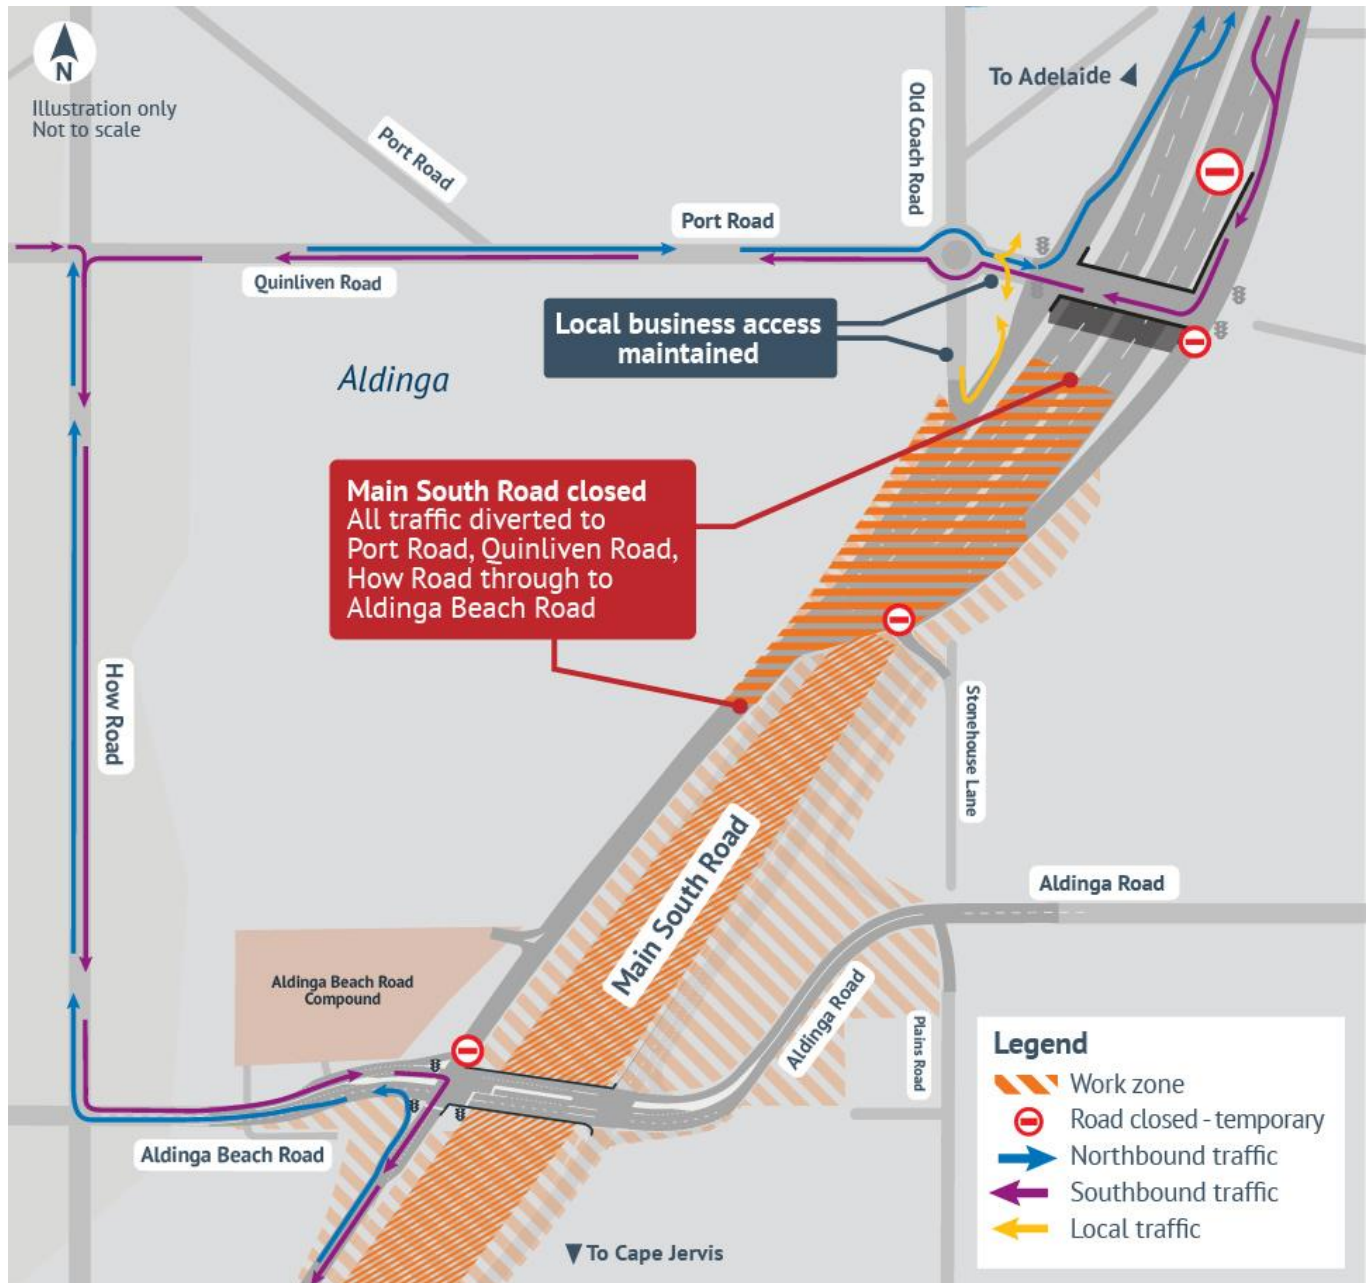 N
Illustration only
Not to scale
To Adelaide
Old Coach Road
Port Road
Port Road
Quinliven Road
Local business access
maintained
Aldinga
Main South Road closed
All traffic diverted to
Port Road, Quinliven Road,
How Road through to
Aldinga Beach Road
How Road
Stonehouse Lane
Main South Road
Aldinga Road
Aldinga Beach Road
Compound
Aldinga Road
Plains Road
Aldinga Beach Road
To Cape Jervis
Legend
Work zone
Road closed - temporary
Northbound traffic
Southbound traffic
Local traffic